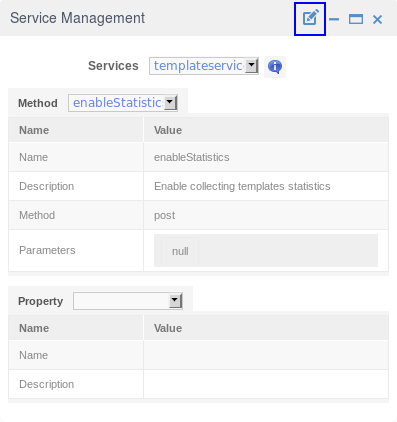 Service Management
Services templateservic
Method enableStatistic
Name Value
Name enableStatistics
Description Enable collecting templates statistics
Method post
Parameters null
Property
Name Value
Name
Description